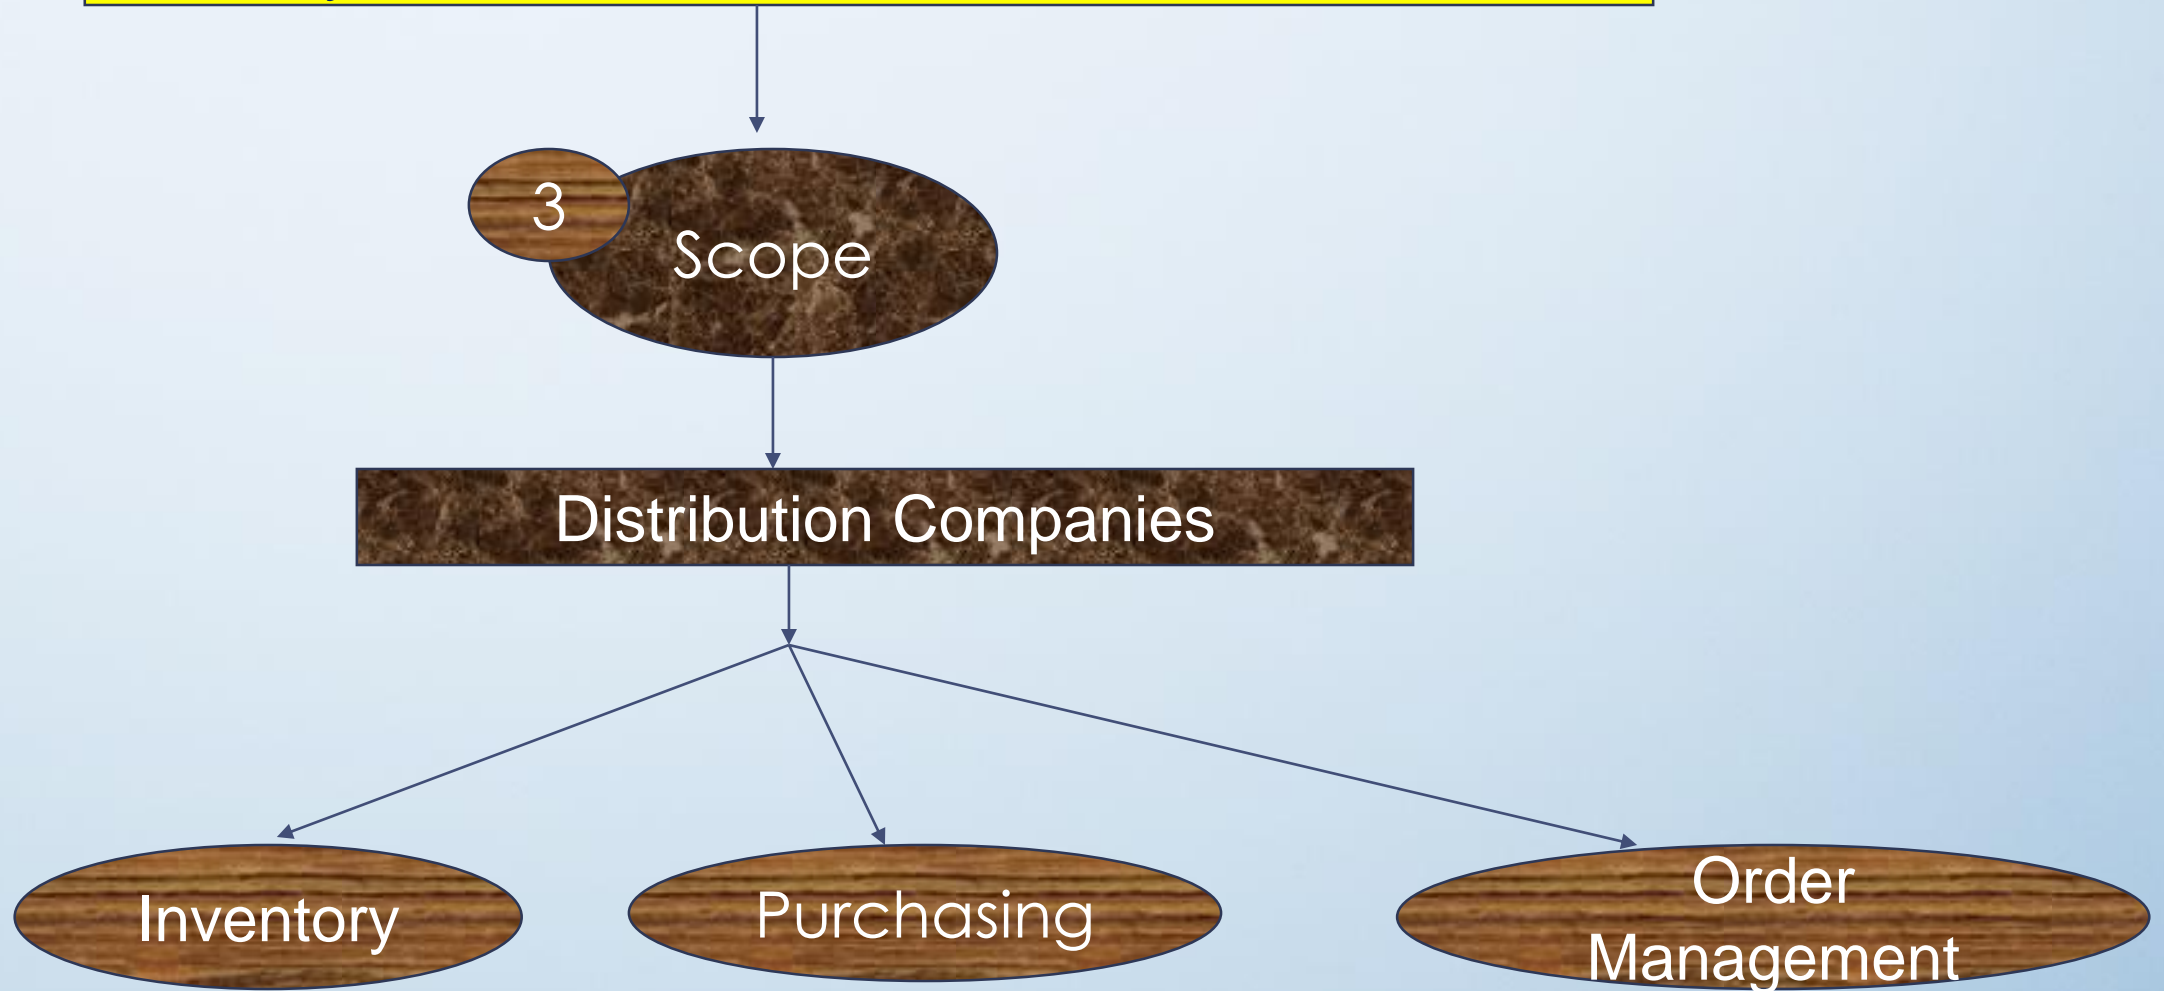 3
Scope
Distribution Companies
Inventory
Purchasing
Order
Management